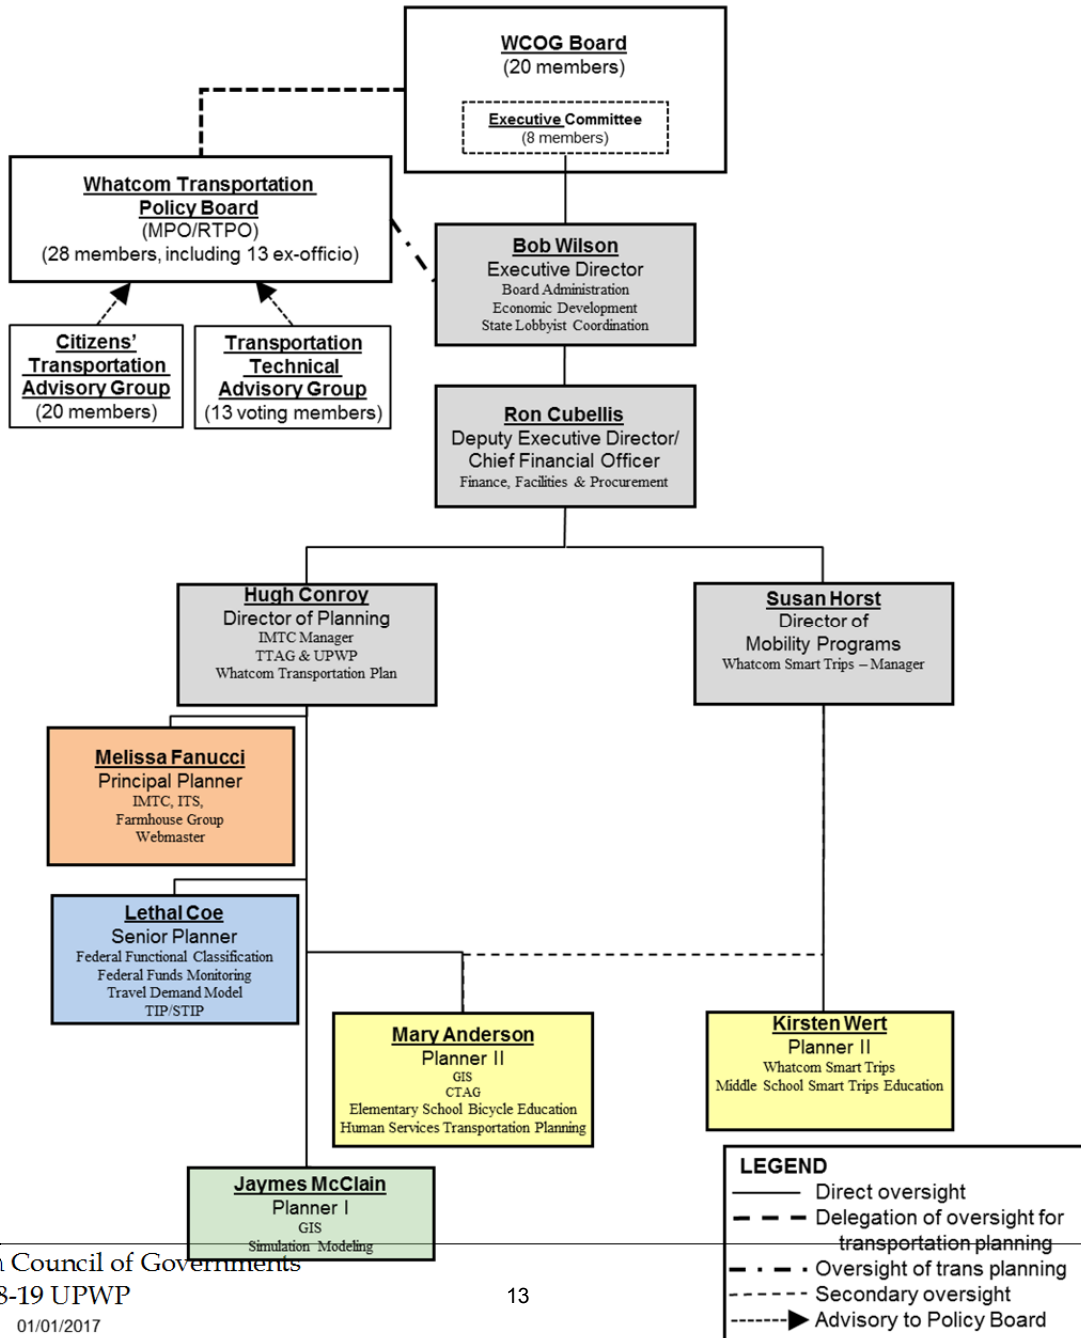 WCOG Board
(20 members)
Executive Committee
(8 members)
Whatcom Transportation
Policy Board
(MPO/RTPO)
(28 members, including 13 ex-officio)
Bob Wilson
Executive Director
Board Administration
Economic Development
State Lobbyist Coordination
Citizens’
Transportation
Advisory Group
(20 members)
Transportation
Technical
Advisory Group
(13 voting members)
Ron Cubellis
Deputy Executive Director/
Chief Financial Officer
Finance, Facilities & Procurement
Hugh Conroy
Director of Planning
IMTC Manager
TTAG & UPWP
Whatcom Transportation Plan
Susan Horst
Director of
Mobility Programs
Whatcom Smart Trips – Manager
Melissa Fanucci
Principal Planner
IMTC, ITS,
Farmhouse Group
Webmaster
Lethal Coe
Senior Planner
Federal Functional Classification
Federal Funds Monitoring
Travel Demand Model
TIP/STIP
Mary Anderson
Planner II
GIS
CTAG
Elementary School Bicycle Education
Human Services Transportation Planning
Kirsten Wert
Planner II
Whatcom Smart Trips
Middle School Smart Trips Education
Jaymes McClain
Planner I
GIS
Simulation Modeling
LEGEND
Direct oversight
Delegation of oversight for
transportation planning
Oversight of trans planning
Secondary oversight
Advisory to Policy Board
Council of Governments
8-19 UPWP
13
01/01/2017